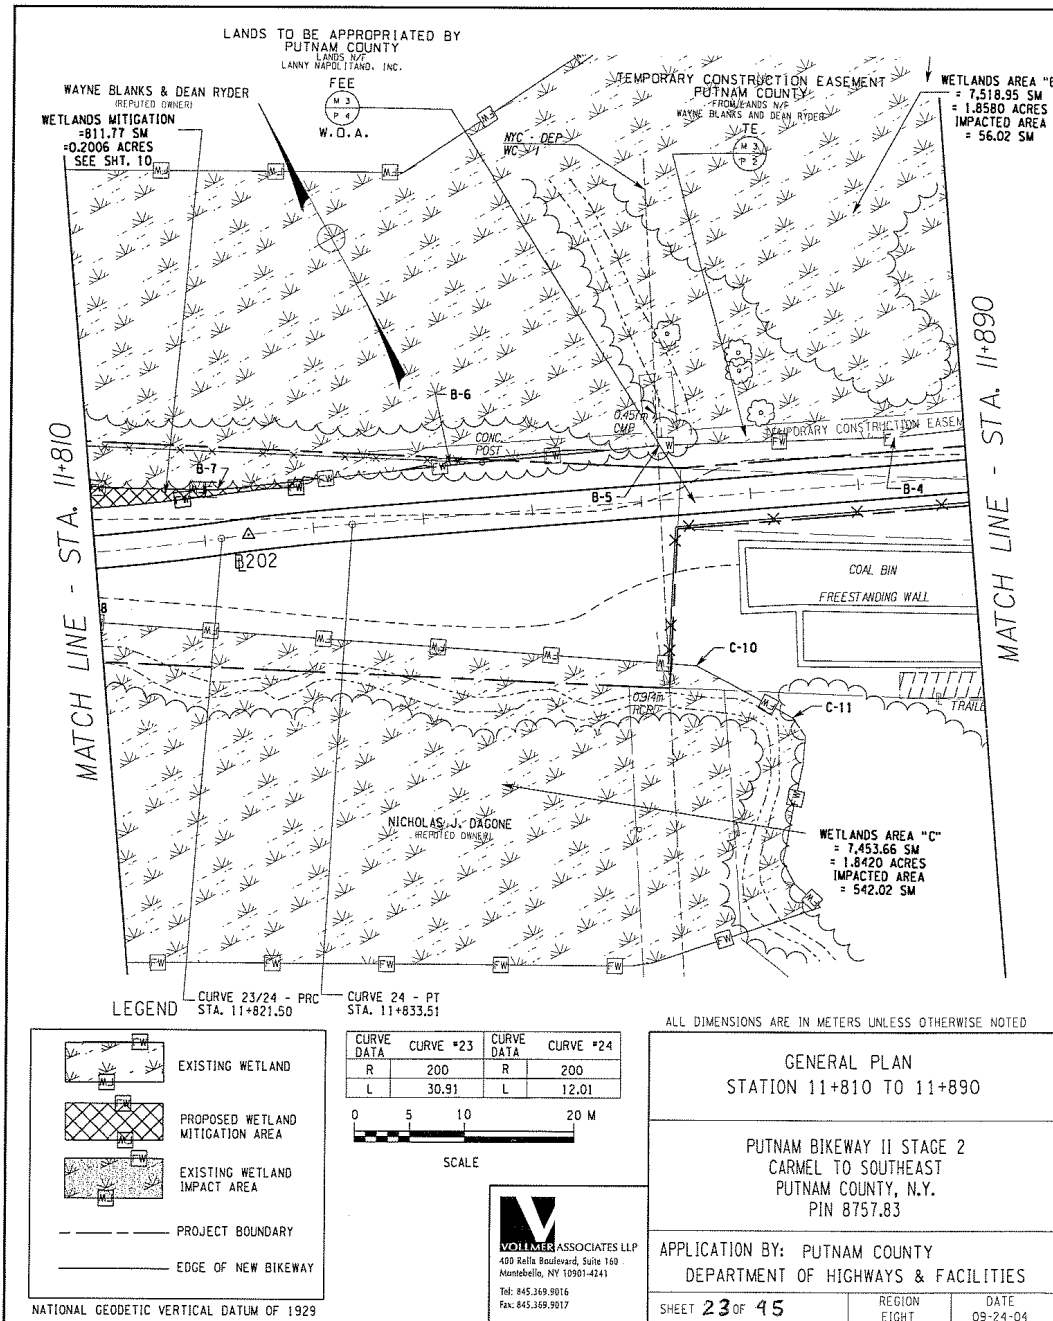 LANDS TO BE APPROPRIATED BY
PUTNAM COUNTY
LANDS N/F
LANNY NAPOLITANO, INC.
FEE
M 3
P 4
W.O.A.
WAYNE BLANKS & DEAN RYDER
(REPUTED OWNER)
WETLANDS MITIGATION
=811.77 SM
=0.2006 ACRES
SEE SHT. 10
TEMPORARY CONSTRUCTION EASEMENT
PUTNAM COUNTY
FROM LANDS N/F
WAYNE BLANKS AND DEAN RYDER
TE
M 3
P 2
NYC - DEP
WETLANDS AREA "B
= 7,518.95 SM
= 1.8580 ACRES
IMPACTED AREA
= 56.02 SM
MATCH LINE - STA. 11+810
MATCH LINE - STA. 11+890
B-6
0.457m
CMP
CONC.
POST
TEMPORARY CONSTRUCTION EASEM
B-7
B-5
B-4
202
COAL BIN
FREESTANDING WALL
8
C-10
0.914m
RCP
C-11
TRAILE
NICHOLAS J. DAGONE
(REPUTED OWNER)
WETLANDS AREA "C"
= 7,453.66 SM
= 1.8420 ACRES
IMPACTED AREA
= 542.02 SM
CURVE 23/24 - PRC
STA. 11+821.50
CURVE 24 - PT
STA. 11+833.51
LEGEND
FW
EXISTING WETLAND
FW
FW
PROPOSED WETLAND
MITIGATION AREA
FW
FW
EXISTING WETLAND
IMPACT AREA
FW
PROJECT BOUNDARY
EDGE OF NEW BIKEWAY
NATIONAL GEODETIC VERTICAL DATUM OF 1929
CURVE DATA CURVE #23 CURVE DATA CURVE #24
R 200 R 200
L 30.91 L 12.01
0 5 10 20 M
SCALE
VOLLMER ASSOCIATES LLP
400 Rella Boulevard, Suite 160
Montebello, NY 10901-4241
Tel: 845.369.9016
Fax: 845.369.9017
ALL DIMENSIONS ARE IN METERS UNLESS OTHERWISE NOTED
GENERAL PLAN
STATION 11+810 TO 11+890
PUTNAM BIKEWAY II STAGE 2
CARMEL TO SOUTHEAST
PUTNAM COUNTY, N.Y.
PIN 8757.83
APPLICATION BY: PUTNAM COUNTY
DEPARTMENT OF HIGHWAYS & FACILITIES
SHEET 23 OF 45
REGION
EIGHT
DATE
09-24-04